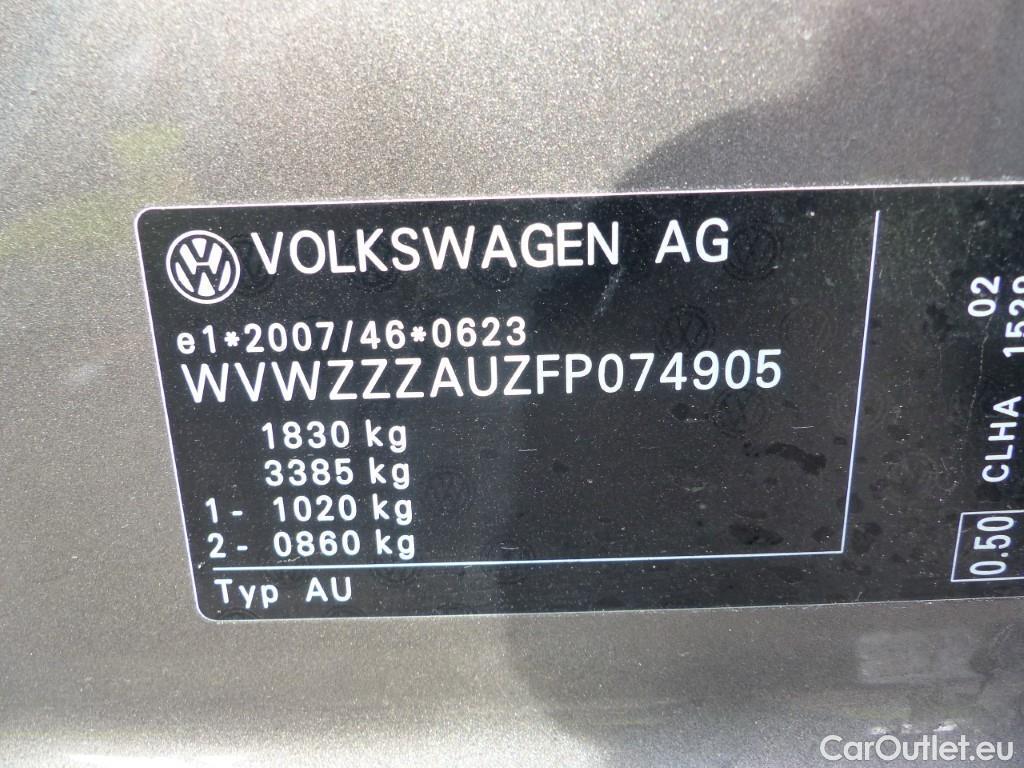 VOLKSWAGEN AG
e1*2007/46*0623
WVWZZZAUZFP074905
1830 kg
3385 kg
1- 1020 kg
2- 0860 kg
Typ AU
02
CLHA
0.50
CarOutlet.eu